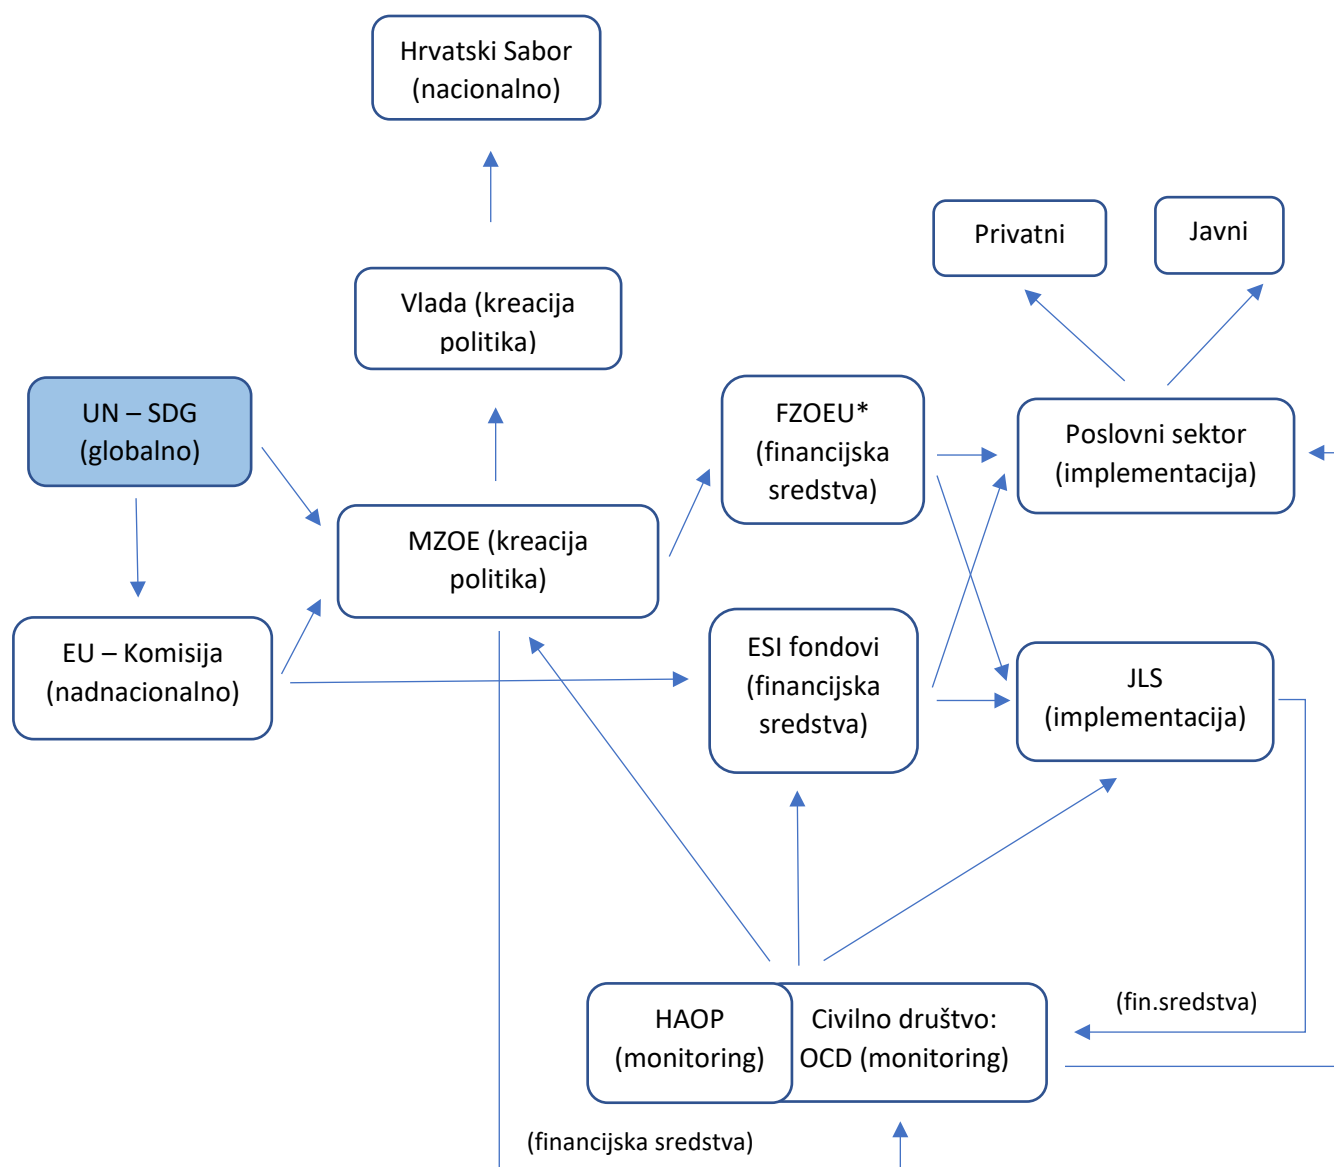 Hrvatski Sabor
(nacionalno)
Privatni
Javni
Vlada (kreacija
politika)
UN – SDG
(globalno)
FZOEU*
(financijska
sredstva)
Poslovni sektor
(implementacija)
MZOE (kreacija
politika)
EU – Komisija
(nadnacionalno)
ESI fondovi
(financijska
sredstva)
JLS
(implementacija)
HAOP
(monitoring)
Civilno društvo:
OCD (monitoring)
(fin.sredstva)
(financijska sredstva)